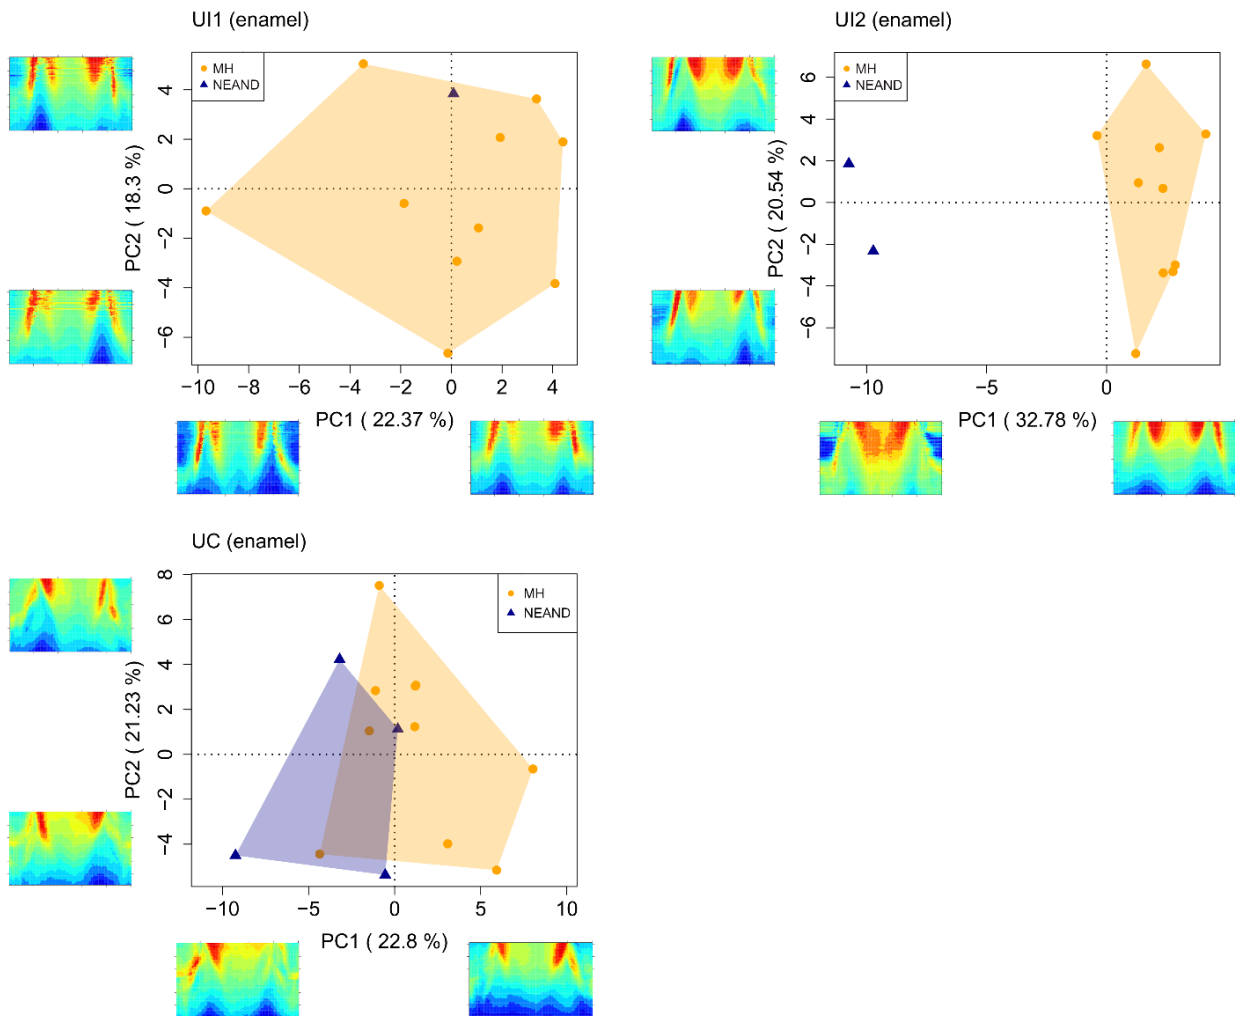 UI1 (enamel)
MH
NEAND
4
2
0
−2
−4
−6
PC2 ( 18.3 %)
−10
−8
−6
−4
−2
0
2
4
PC1 ( 22.37 %)
UI2 (enamel)
MH
NEAND
6
4
2
0
−2
−4
−6
PC2 ( 20.54 %)
−10
−5
0
PC1 ( 32.78 %)
UC (enamel)
MH
NEAND
8
6
4
2
0
−2
−4
PC2 ( 21.23 %)
−10
−5
0
5
10
PC1 ( 22.8 %)